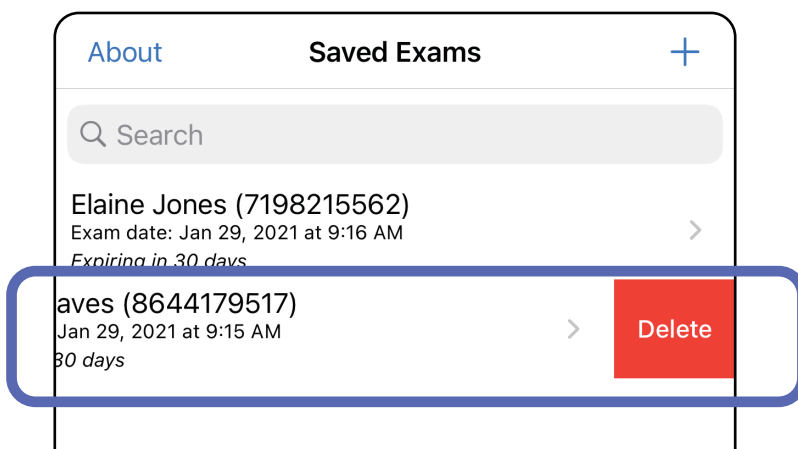 About Saved Exams +
Search
Elaine Jones (7198215562)
Exam date: Jan 29, 2021 at 9:16 AM
Expiring in 30 days
aves (8644179517)
Jan 29, 2021 at 9:15 AM
30 days
Delete